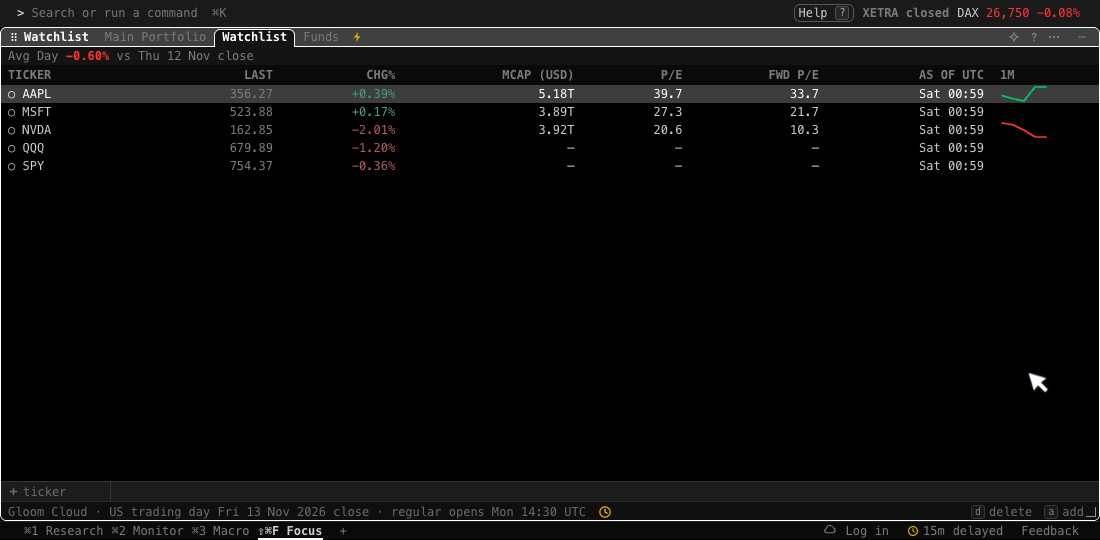 > Search or run a command ⌘K Help ? XETRA closed DAX 26,750 −0.08%
Watchlist Main Portfolio Watchlist Funds ?
Avg Day −0.60% vs Thu 12 Nov close
TICKER LAST CHG% MCAP (USD) P/E FWD P/E AS OF UTC 1M
AAPL 356.27 +0.39% 5.18T 39.7 33.7 Sat 00:59
MSFT 523.88 +0.17% 3.89T 27.3 21.7 Sat 00:59
NVDA 162.85 −2.01% 3.92T 20.6 10.3 Sat 00:59
QQQ 679.89 −1.20% — — — Sat 00:59
SPY 754.37 −0.36% — — — Sat 00:59
+ ticker
Gloom Cloud · US trading day Fri 13 Nov 2026 close · regular opens Mon 14:30 UTC d delete a add
⌘1 Research ⌘2 Monitor ⌘3 Macro ⇧⌘F Focus + Log in 15m delayed Feedback